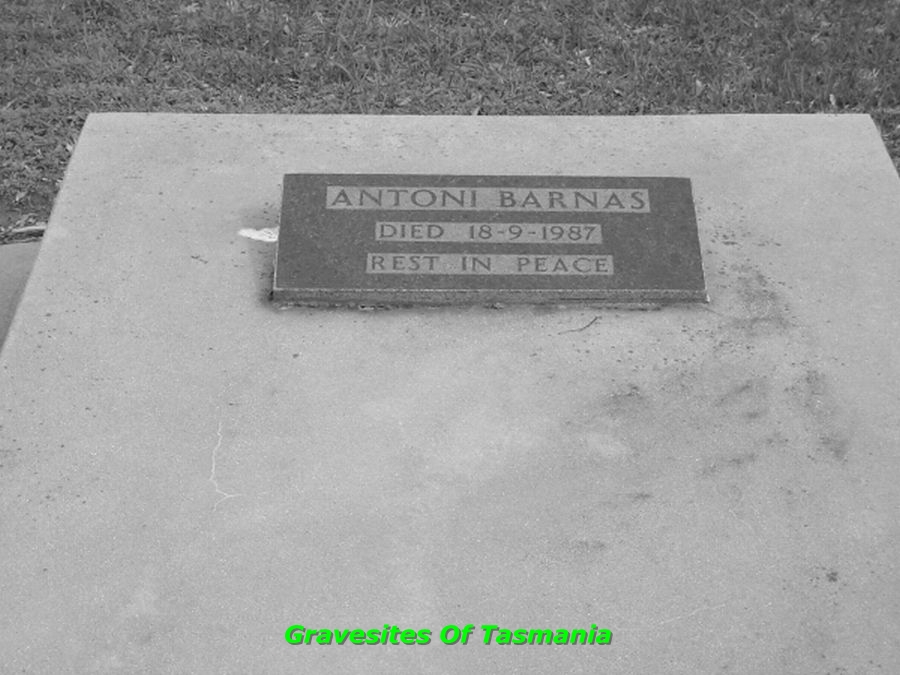 ANTONI BARNAS
DIED 18-9-1987
REST IN PEACE
Gravesites Of Tasmania